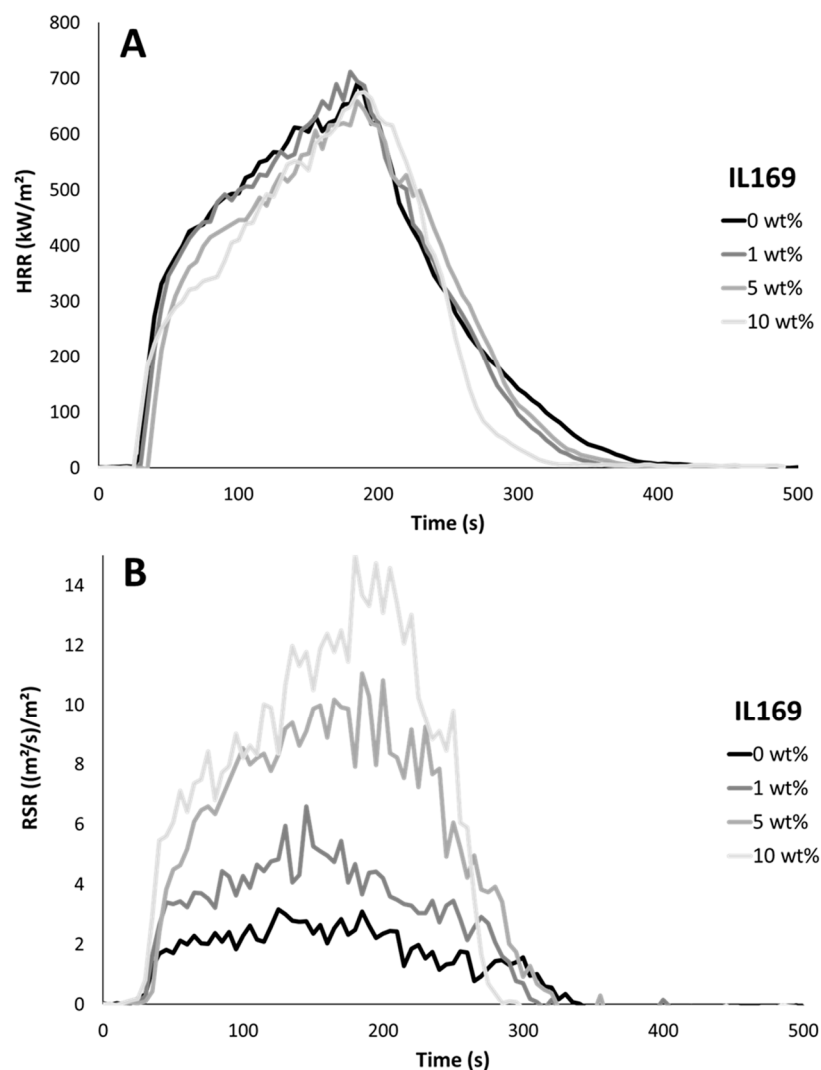 A
800
700
600
500
400
300
200
100
0
HRR (kW/m²)
0 100 200 300 400 500
Time (s)
IL169
0 wt%
1 wt%
5 wt%
10 wt%
B
14
12
10
8
6
4
2
0
RSR ((m²/s)/m²)
0 100 200 300 400 500
Time (s)
IL169
0 wt%
1 wt%
5 wt%
10 wt%